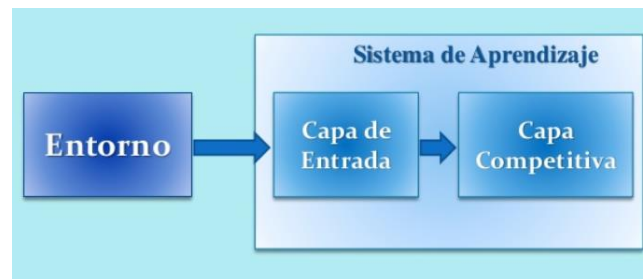 Sistema de Aprendizaje
Entorno
Capa de
Entrada
Capa
Competitiva